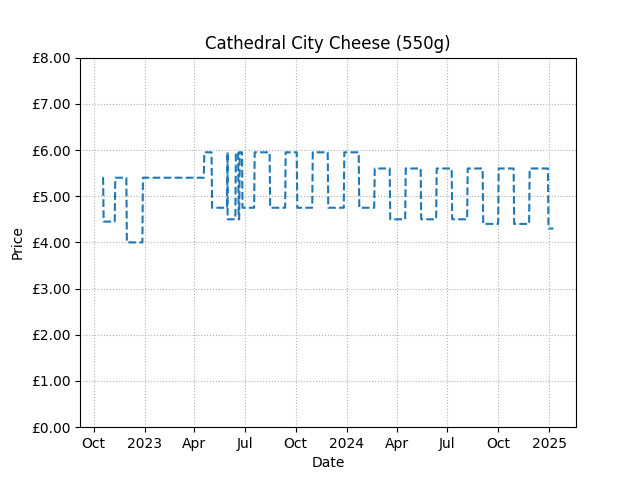 Cathedral City Cheese (550g)
£8.00
£7.00
£6.00
£5.00
£4.00
£3.00
£2.00
£1.00
£0.00
Price
Oct 2023 Apr Jul Oct 2024 Apr Jul Oct 2025
Date